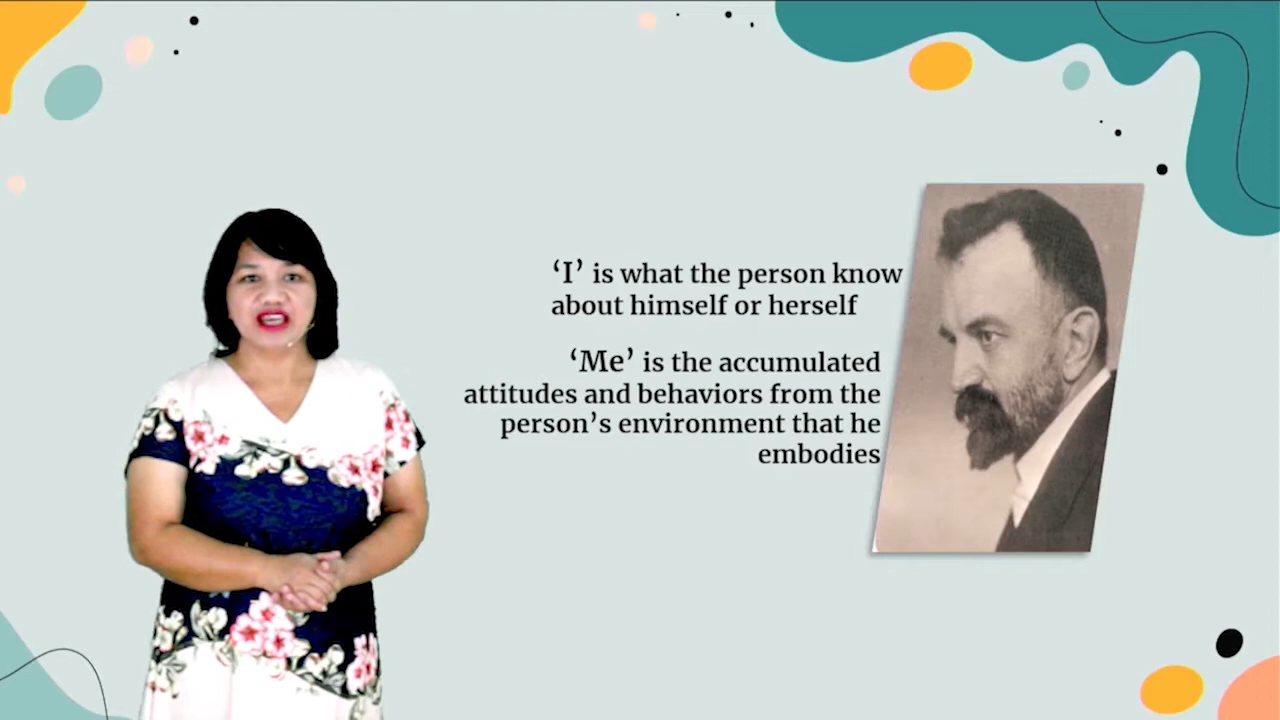 ‘I’ is what the person know
about himself or herself
‘Me’ is the accumulated
attitudes and behaviors from the
person’s environment that he
embodies